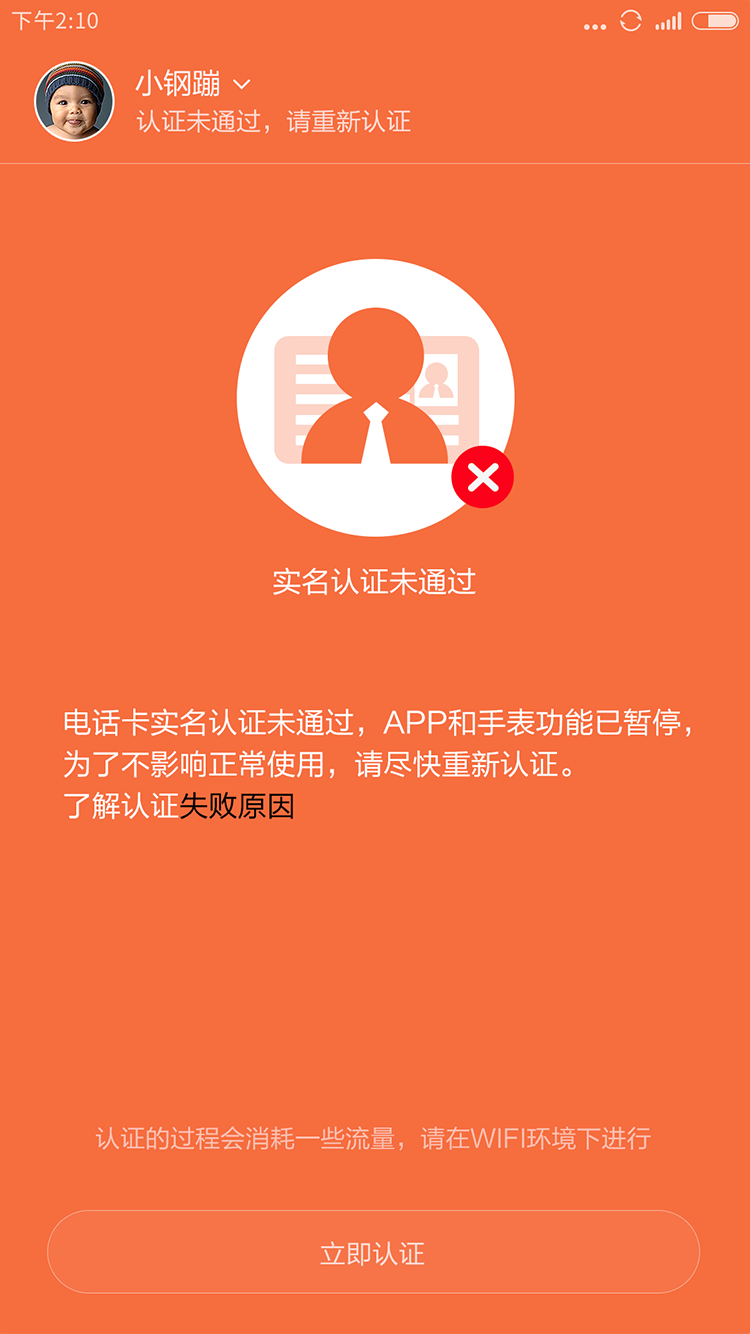 下午2:10
小钢蹦
认证未通过，请重新认证
实名认证未通过
电话卡实名认证未通过，APP和手表功能已暂停，
为了不影响正常使用，请尽快重新认证。
了解认证失败原因
认证的过程会消耗一些流量，请在WIFI环境下进行
立即认证